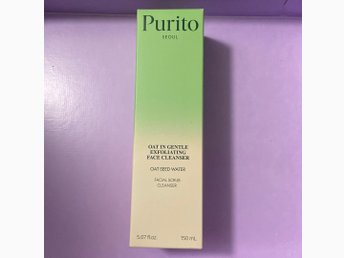 Purito
SEOUL
OAT IN GENTLE
EXFOLIATING
FACE CLEANSER
OAT SEED WATER
FACIAL SCRUB
CLEANSER
5.07 fl.oz. 150 mL